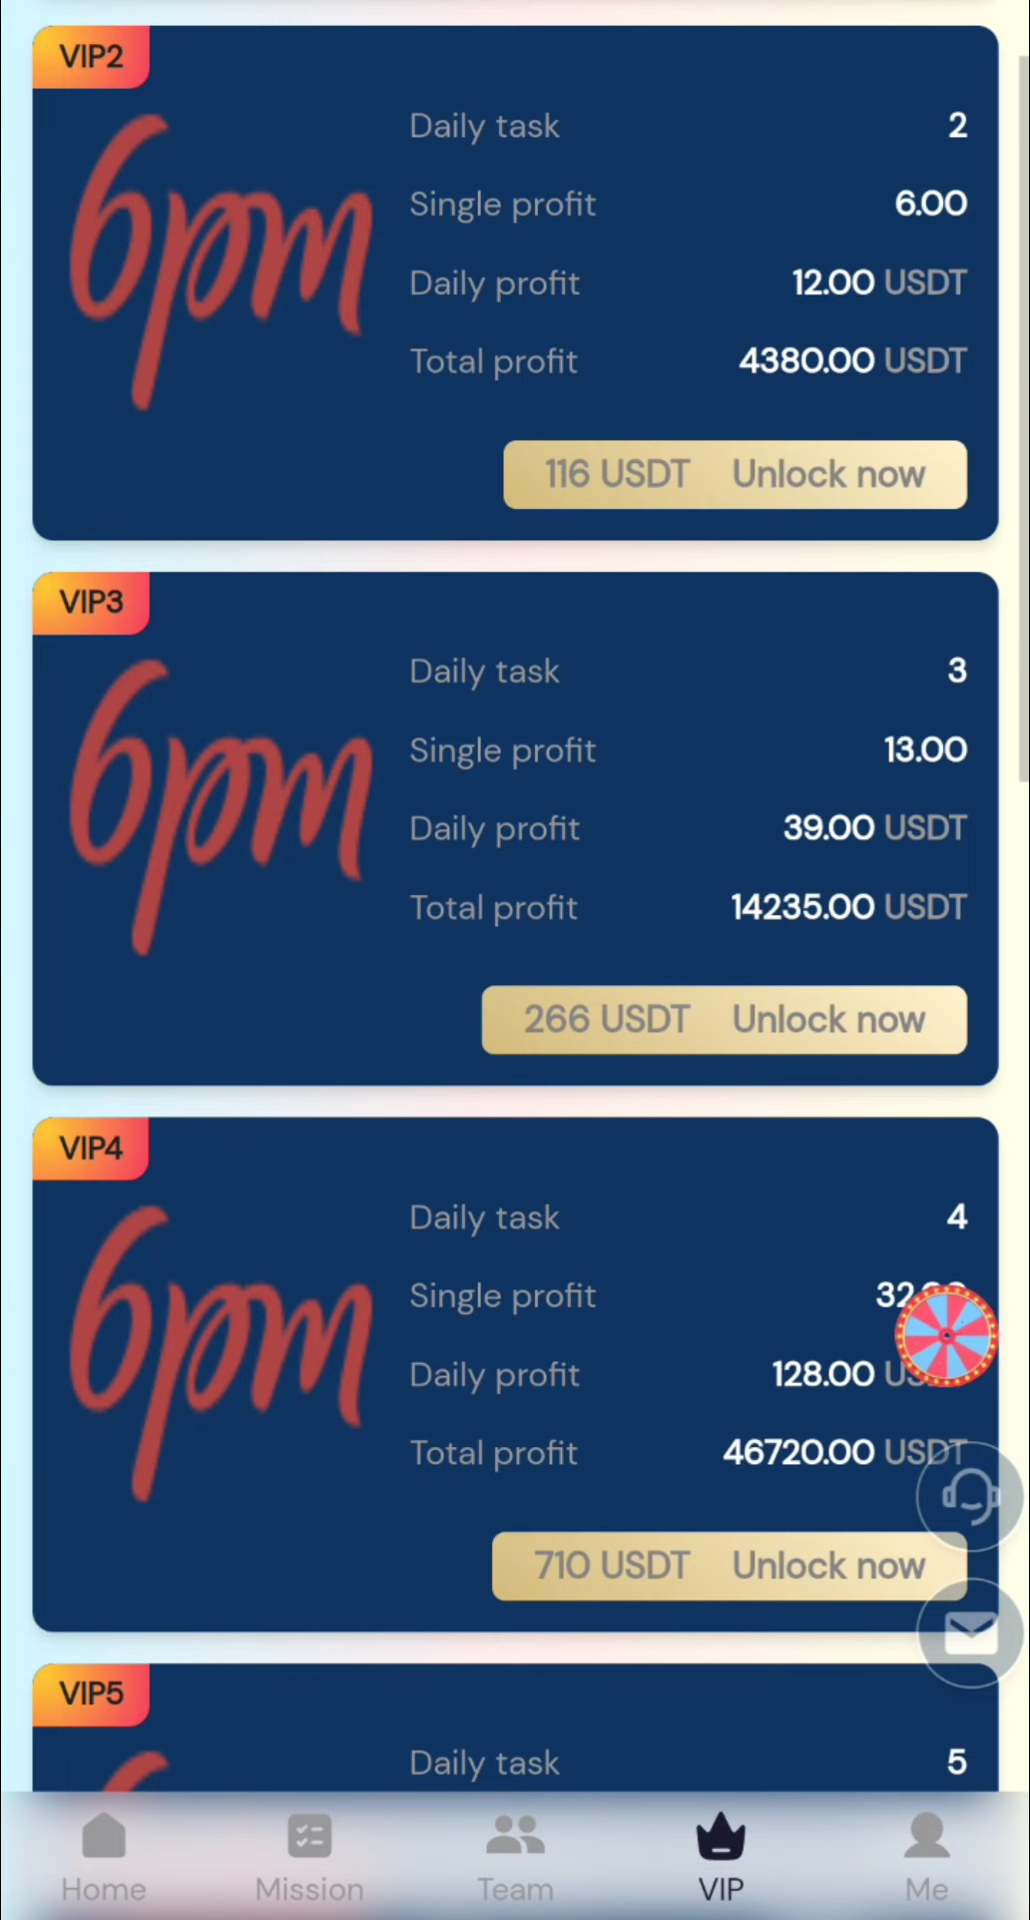 VIP2
6pm
Daily task 2
Single profit 6.00
Daily profit 12.00 USDT
Total profit 4380.00 USDT
116 USDT Unlock now
VIP3
6pm
Daily task 3
Single profit 13.00
Daily profit 39.00 USDT
Total profit 14235.00 USDT
266 USDT Unlock now
VIP4
6pm
Daily task 4
Single profit
Daily profit 128.00
Total profit 46720.00 USDT
710 USDT Unlock now
VIP5
Daily task 5
Home Mission Team VIP Me